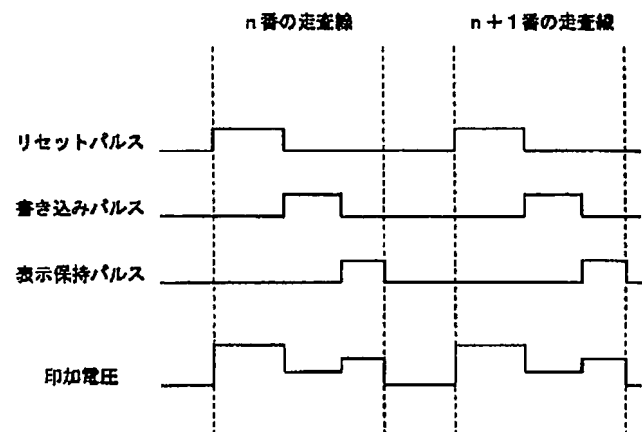 n番の走査線
n+1番の走査線
リセットパルス
書き込みパルス
表示保持パルス
印加電圧